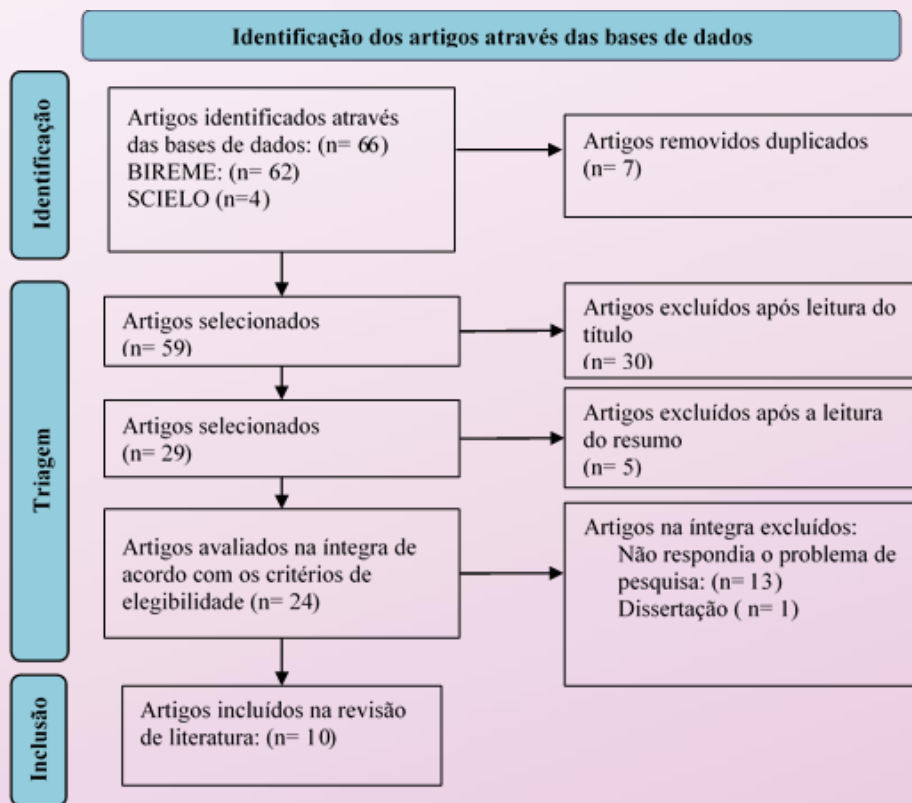 Identificação dos artigos através das bases de dados
Identificação
Artigos identificados através
das bases de dados: (n= 66)
BIREME: (n= 62)
SCIELO (n=4)
Artigos removidos duplicados
(n= 7)
Triagem
Artigos selecionados
(n= 59)
Artigos excluídos após leitura do
título
(n= 30)
Artigos selecionados
(n= 29)
Artigos excluídos após a leitura
do resumo
(n= 5)
Artigos avaliados na íntegra de
acordo com os critérios de
elegibilidade (n= 24)
Artigos na íntegra excluídos:
Não respondia o problema de
pesquisa: (n= 13)
Dissertação ( n= 1)
Inclusão
Artigos incluídos na revisão
de literatura: (n= 10)